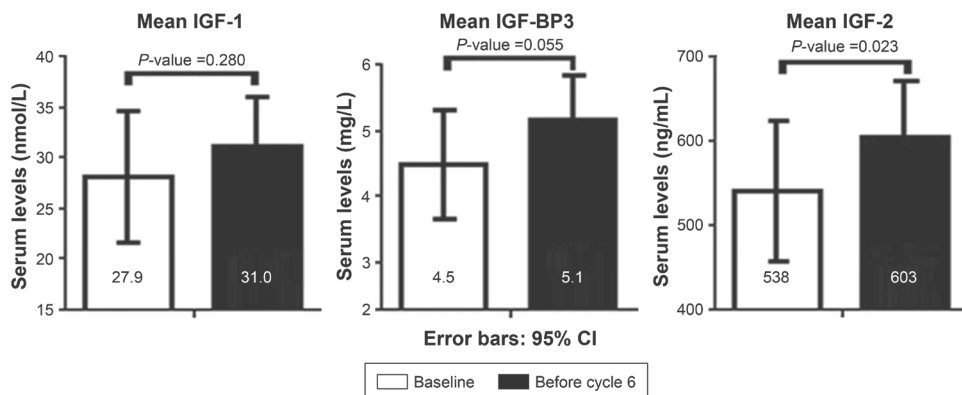 Mean IGF-1
P-value =0.280
Serum levels (nmol/L)
40
35
30
25
20
15
27.9
31.0
Mean IGF-BP3
P-value =0.055
Serum levels (mg/L)
6
5
4
3
2
4.5
5.1
Mean IGF-2
P-value =0.023
Serum levels (ng/mL)
700
600
500
400
538
603
Error bars: 95% CI
Baseline
Before cycle 6